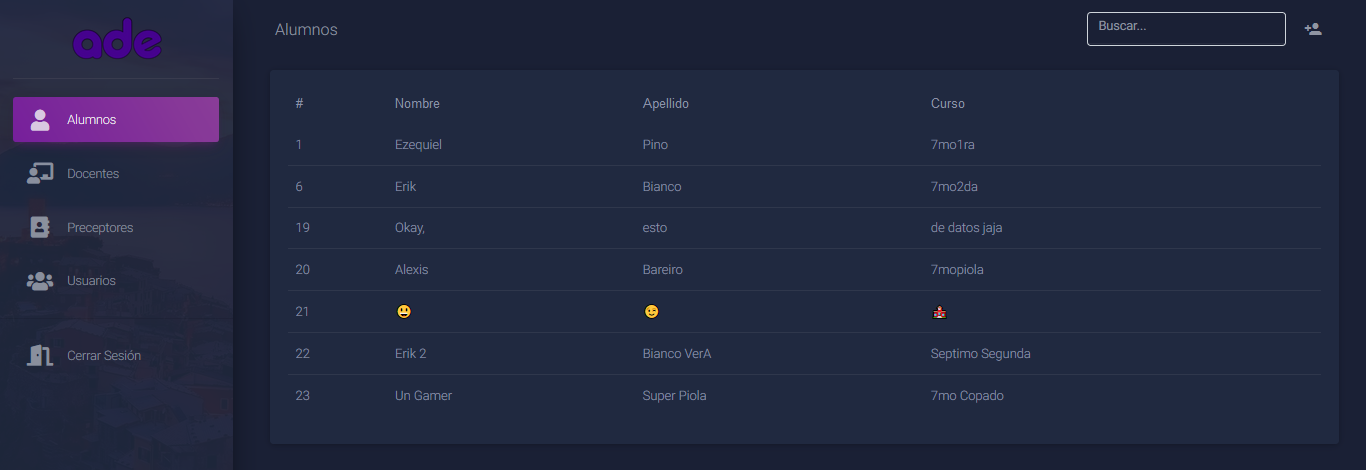 ade
Alumnos
Docentes
Preceptores
Usuarios
Cerrar Sesión
Alumnos Buscar...
# Nombre Apellido Curso
1 Ezequiel Pino 7mo1ra
6 Erik Bianco 7mo2da
19 Okay, esto de datos jaja
20 Alexis Bareiro 7mopiola
21 😃 😉 🏫
22 Erik 2 Bianco VerA Septimo Segunda
23 Un Gamer Super Piola 7mo Copado